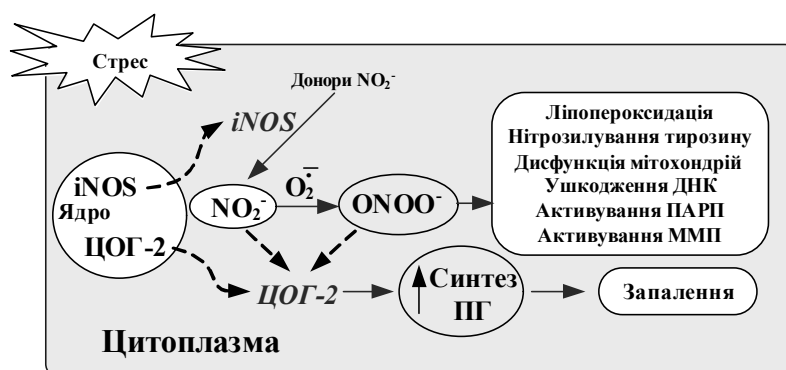 Стрес
Донори NO₂⁻
iNOS
iNOS
Ядро
ЦОГ-2
NO₂⁻
O₂•⁻
ONOO⁻
Ліпопероксидація
Нітрозилування тирозину
Дисфункція мітохондрій
Ушкодження ДНК
Активування ПАРП
Активування ММП
ЦОГ-2
Синтез
ПГ
Запалення
Цитоплазма